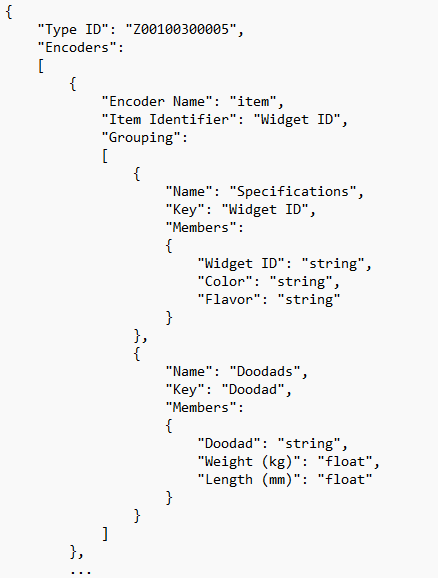 {
    "Type ID": "Z00100300005",
    "Encoders":
    [
        {
            "Encoder Name": "item",
            "Item Identifier": "Widget ID",
            "Grouping":
            [
                {
                    "Name": "Specifications",
                    "Key": "Widget ID",
                    "Members":
                    {
                        "Widget ID": "string",
                        "Color": "string",
                        "Flavor": "string"
                    }
                },
                {
                    "Name": "Doodads",
                    "Key": "Doodad",
                    "Members":
                    {
                        "Doodad": "string",
                        "Weight (kg)": "float",
                        "Length (mm)": "float"
                    }
                }
            ]
        },
        ...